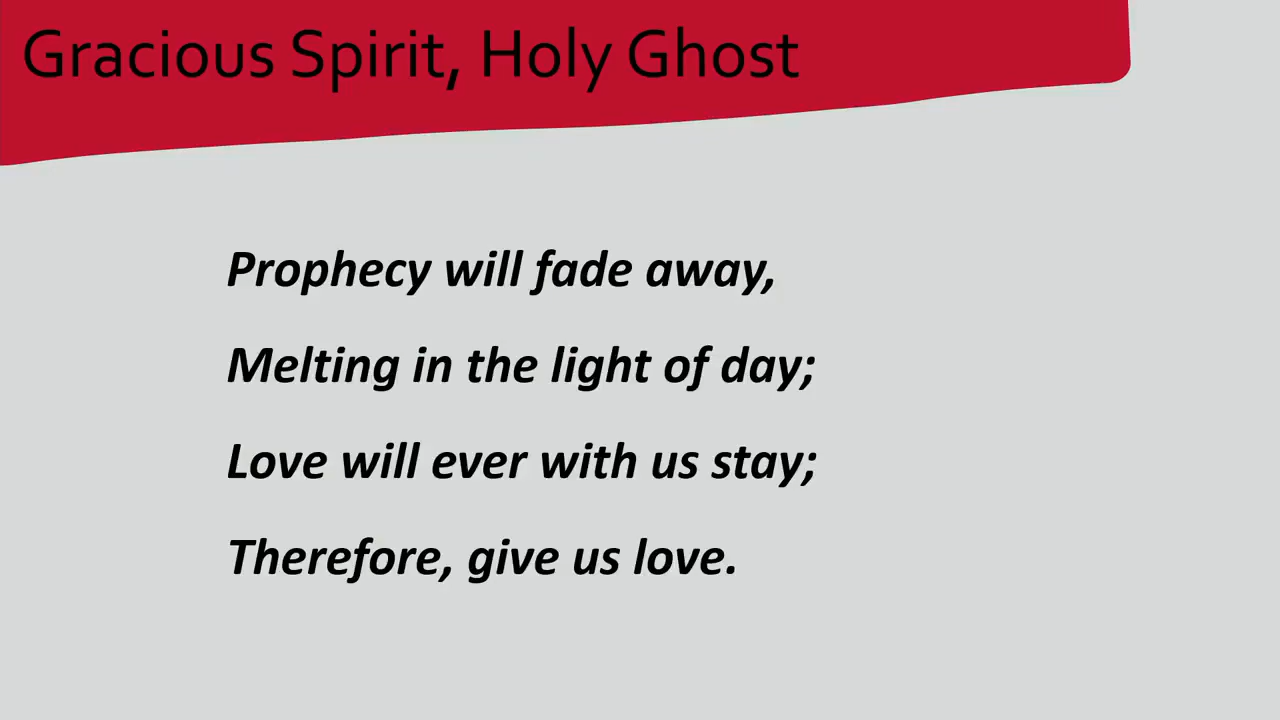 Gracious Spirit, Holy Ghost
Prophecy will fade away,
Melting in the light of day;
Love will ever with us stay;
Therefore, give us love.